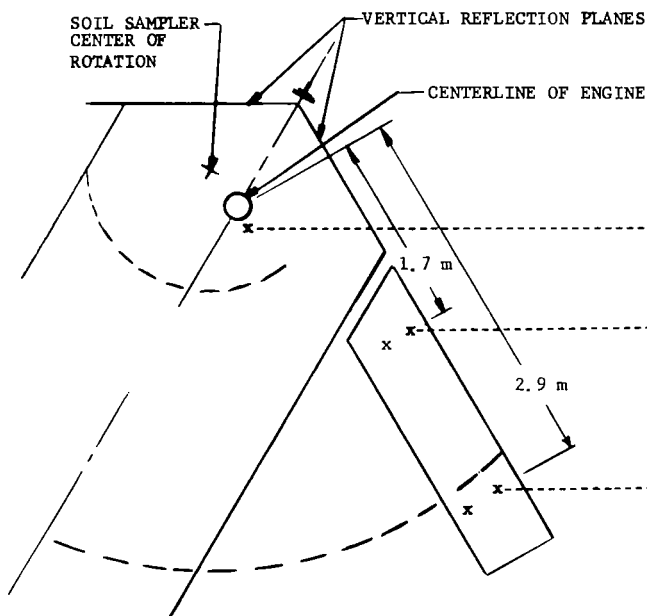 SOIL SAMPLER
CENTER OF
ROTATION
VERTICAL REFLECTION PLANES
CENTERLINE OF ENGINE
x
1.7 m
x
x
2.9 m
x
x